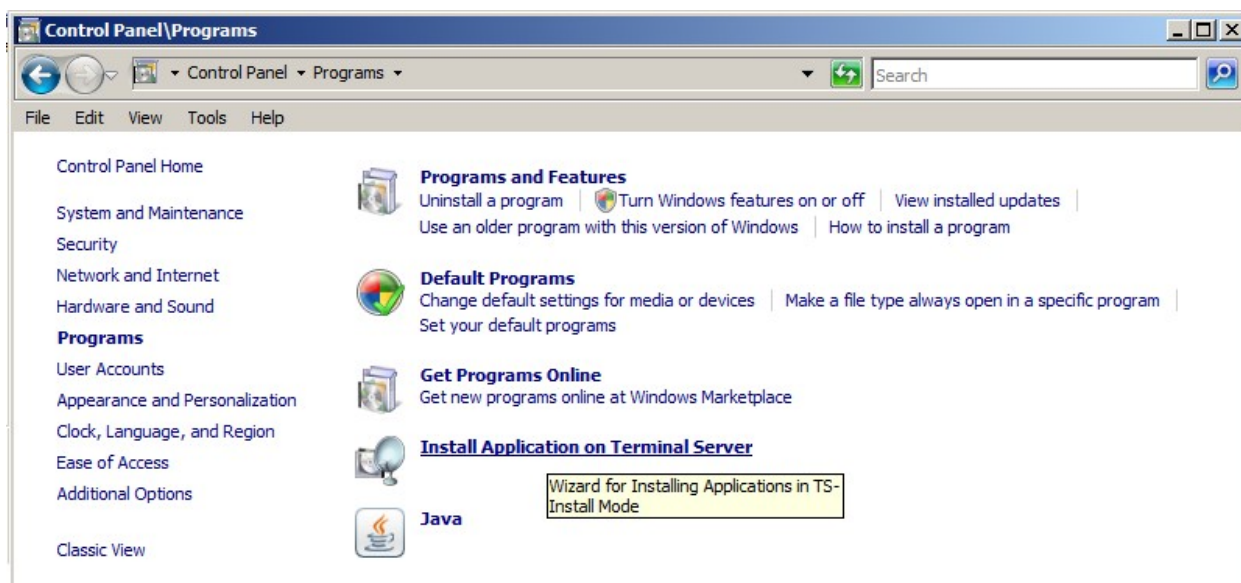 Control Panel\Programs
Control Panel Programs
Search
File Edit View Tools Help
Control Panel Home
System and Maintenance
Security
Network and Internet
Hardware and Sound
Programs
User Accounts
Appearance and Personalization
Clock, Language, and Region
Ease of Access
Additional Options
Classic View
Programs and Features
Uninstall a program Turn Windows features on or off View installed updates
Use an older program with this version of Windows How to install a program
Default Programs
Change default settings for media or devices Make a file type always open in a specific program
Set your default programs
Get Programs Online
Get new programs online at Windows Marketplace
Install Application on Terminal Server
Wizard for Installing Applications in TS-
Install Mode
Java